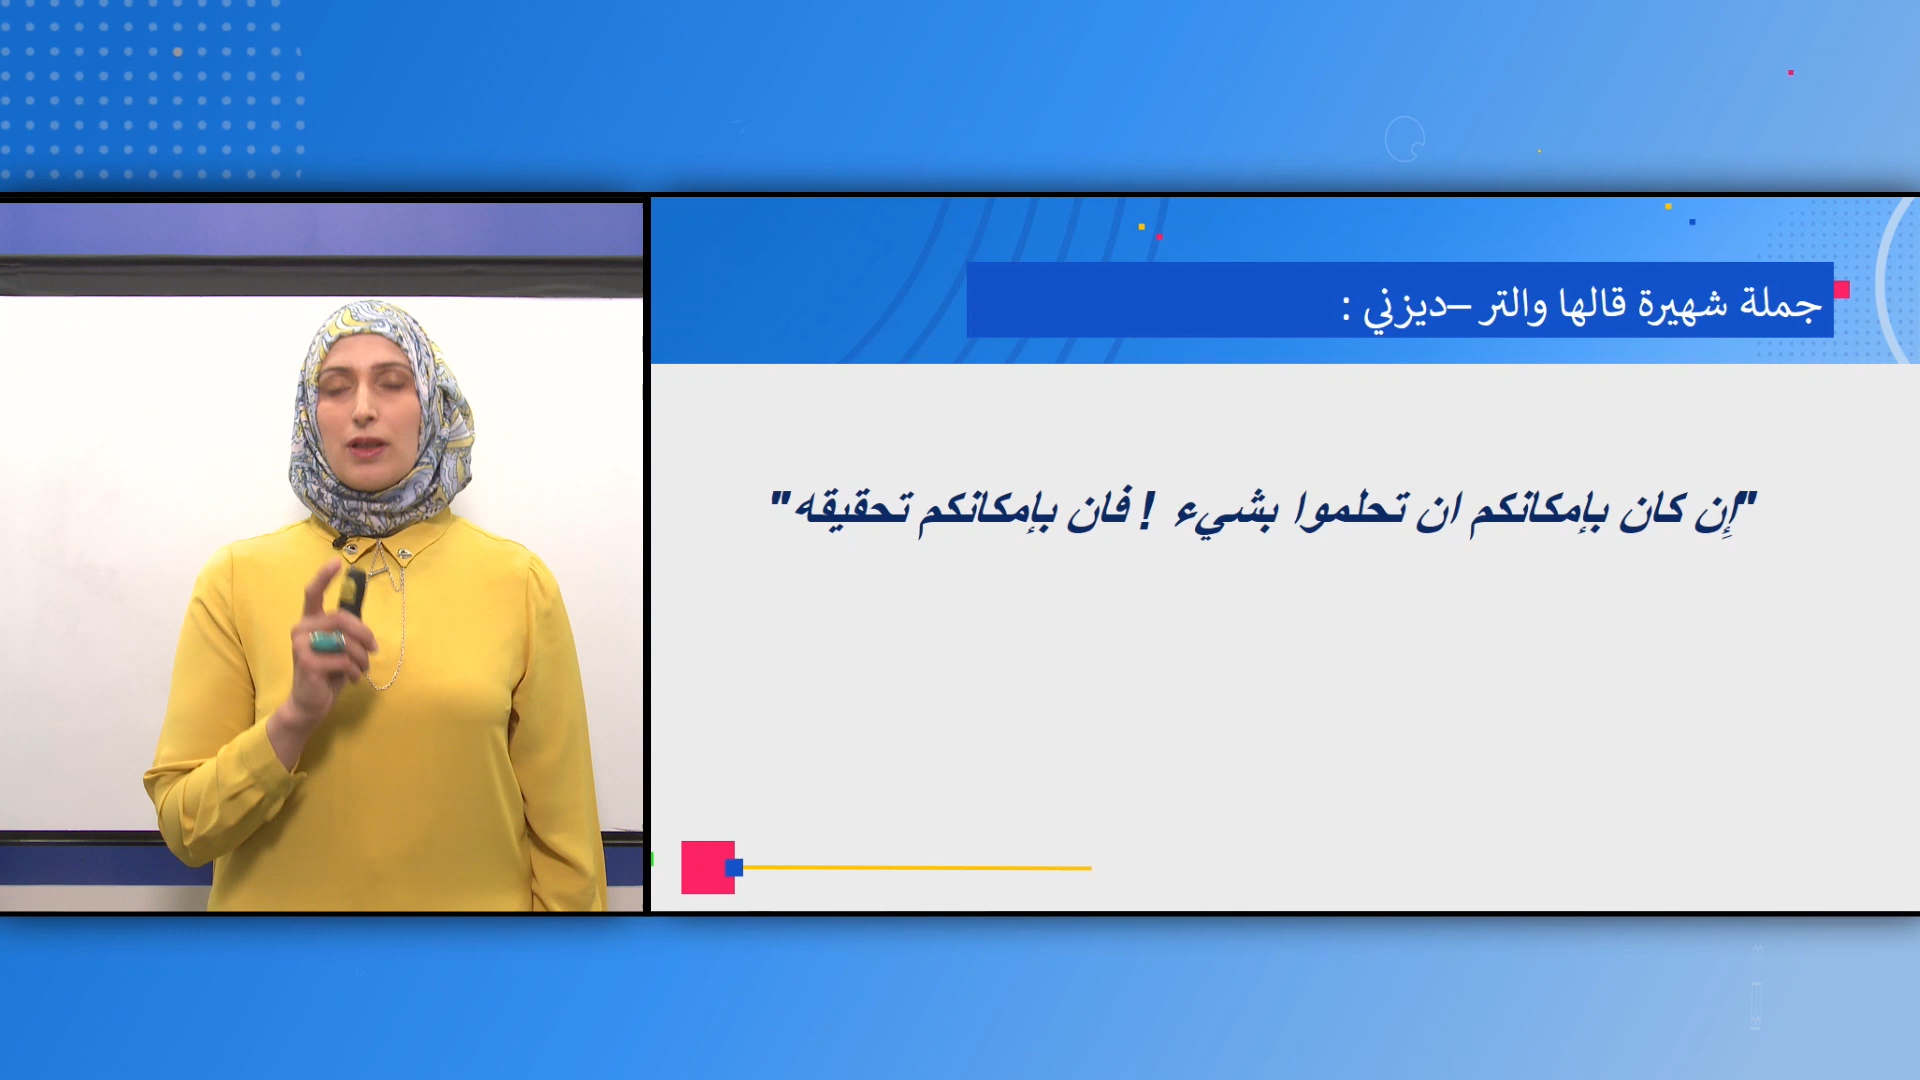 جملة شهيرة قالها والتر –ديزني :
"إِن كان بإمكانكم ان تحلموا بشيء ! فان بإمكانكم تحقيقه"